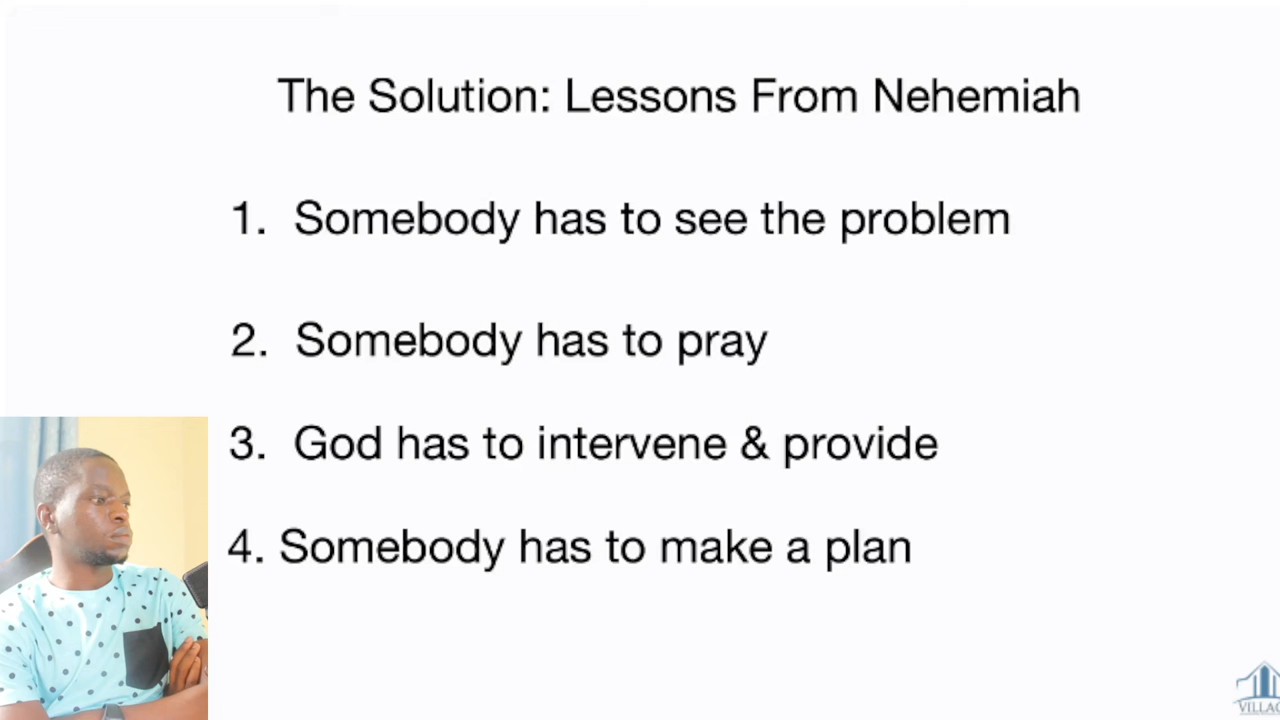 The Solution: Lessons From Nehemiah
1. Somebody has to see the problem
2. Somebody has to pray
3. God has to intervene & provide
4. Somebody has to make a plan